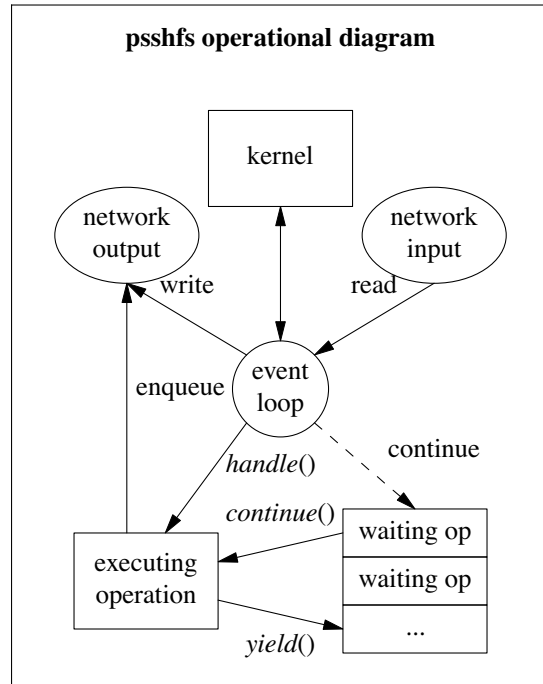 psshfs operational diagram
kernel
network
output
network
input
write
read
event
loop
enqueue
continue
handle()
continue()
waiting op
executing
operation
waiting op
...
yield()